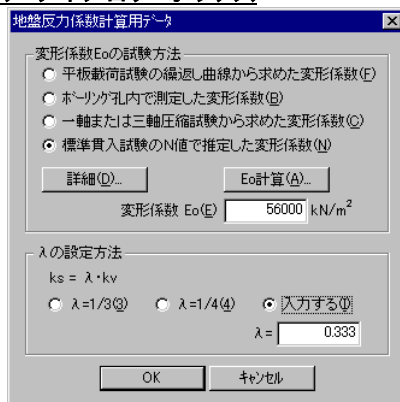 地盤反力係数計算用データ
変形係数Eoの試験方法
平板載荷試験の繰返し曲線から求めた変形係数(F)
ボーリング孔内で測定した変形係数(B)
一軸または三軸圧縮試験から求めた変形係数(C)
標準貫入試験のN値で推定した変形係数(N)
詳細(D)... Eo計算(A)...
変形係数 Eo(E) 56000 kN/m²
λの設定方法
ks = λ・kv
λ=1/3(3) λ=1/4(4) 入力する(I)
λ= 0.333
OK キャンセル